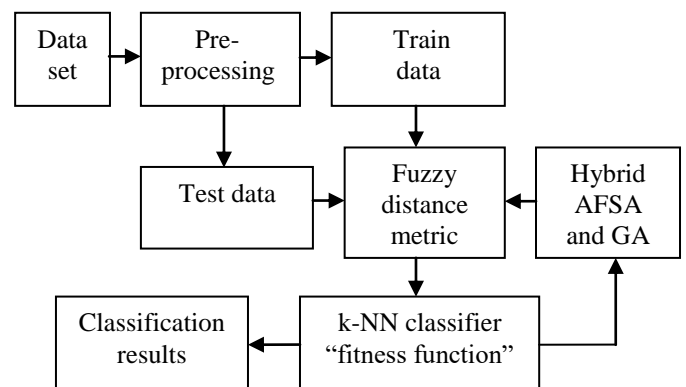 Data
set
Pre-
processing
Train
data
Test data
Fuzzy
distance
metric
Hybrid
AFSA
and GA
Classification
results
k-NN classifier
“fitness function”